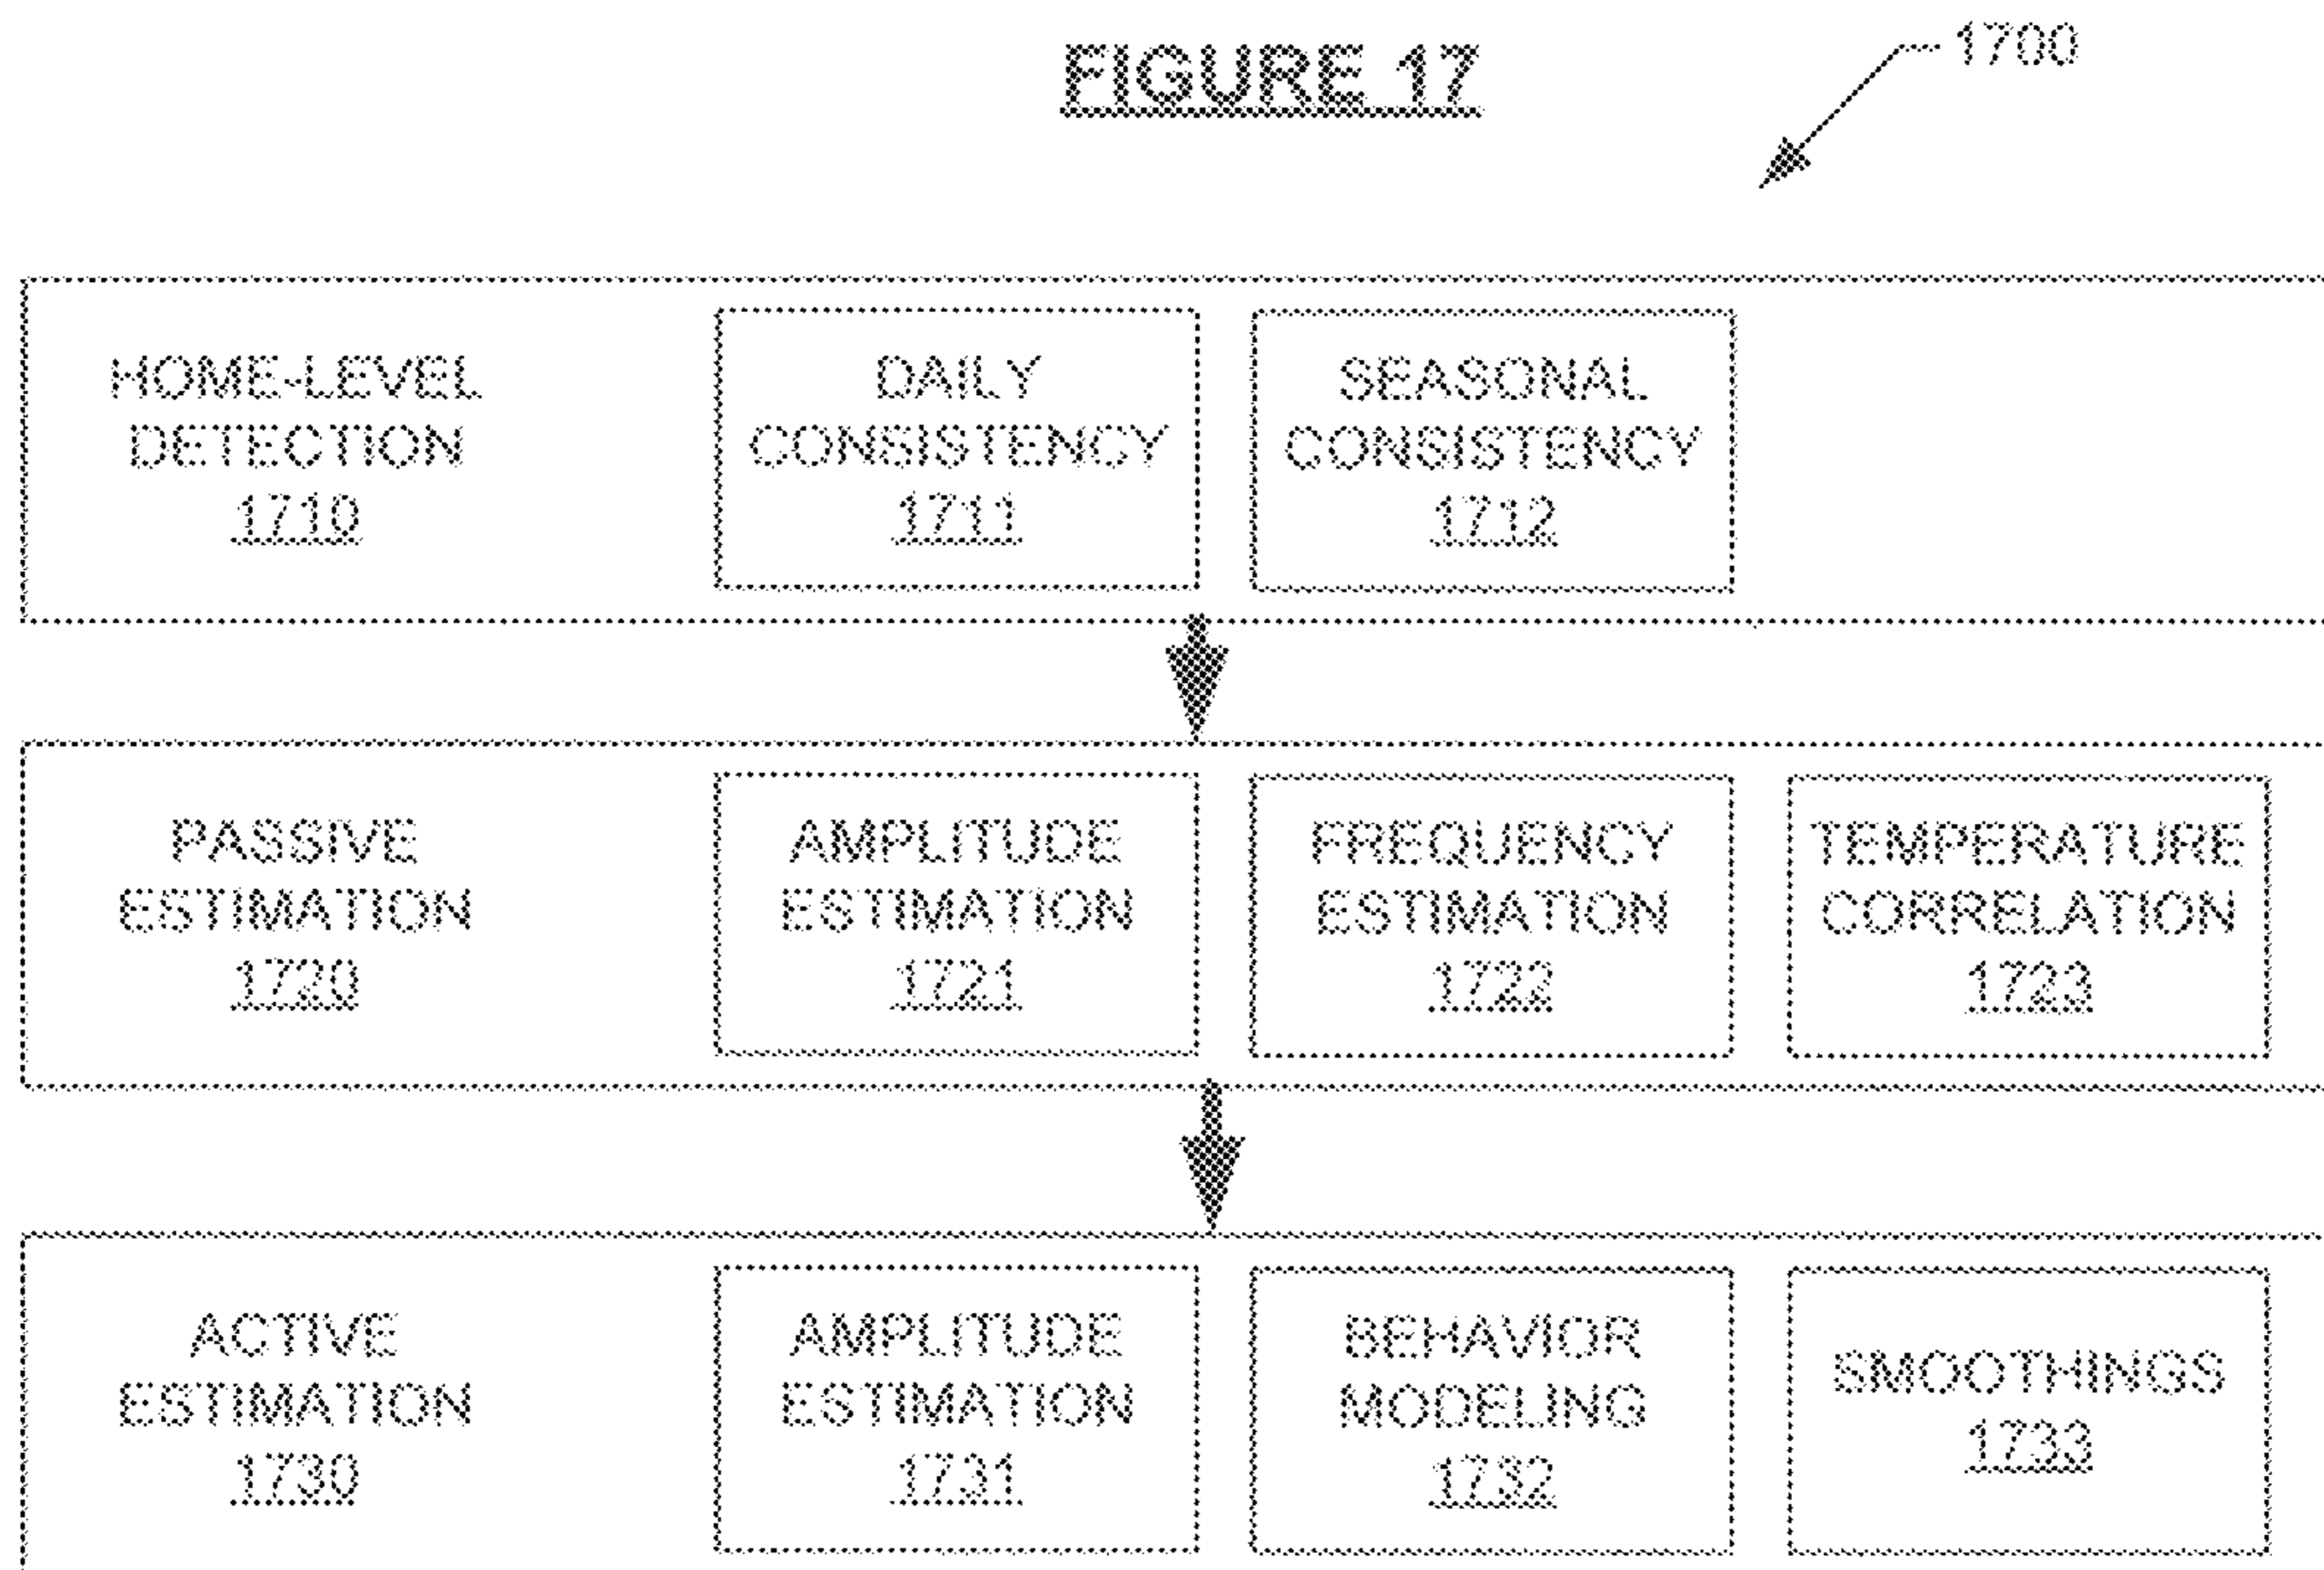 FIGURE 17
1700
HOME-LEVEL
DETECTION
1710
DAILY
CONSISTENCY
1711
SEASONAL
CONSISTENCY
1712
PASSIVE
ESTIMATION
1720
AMPLITUDE
ESTIMATION
1721
FREQUENCY
ESTIMATION
1722
TEMPERATURE
CORRELATION
1723
ACTIVE
ESTIMATION
1730
AMPLITUDE
ESTIMATION
1731
BEHAVIOR
MODELING
1732
SMOOTHINGS
1733